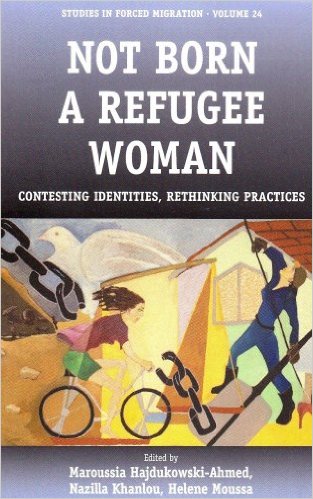 STUDIES IN FORCED MIGRATION • VOLUME 24
NOT BORN
A REFUGEE
WOMAN
CONTESTING IDENTITIES, RETHINKING PRACTICES
Edited by
Maroussia Hajdukowski-Ahmed,
Nazilla Khanlou, Helene Moussa